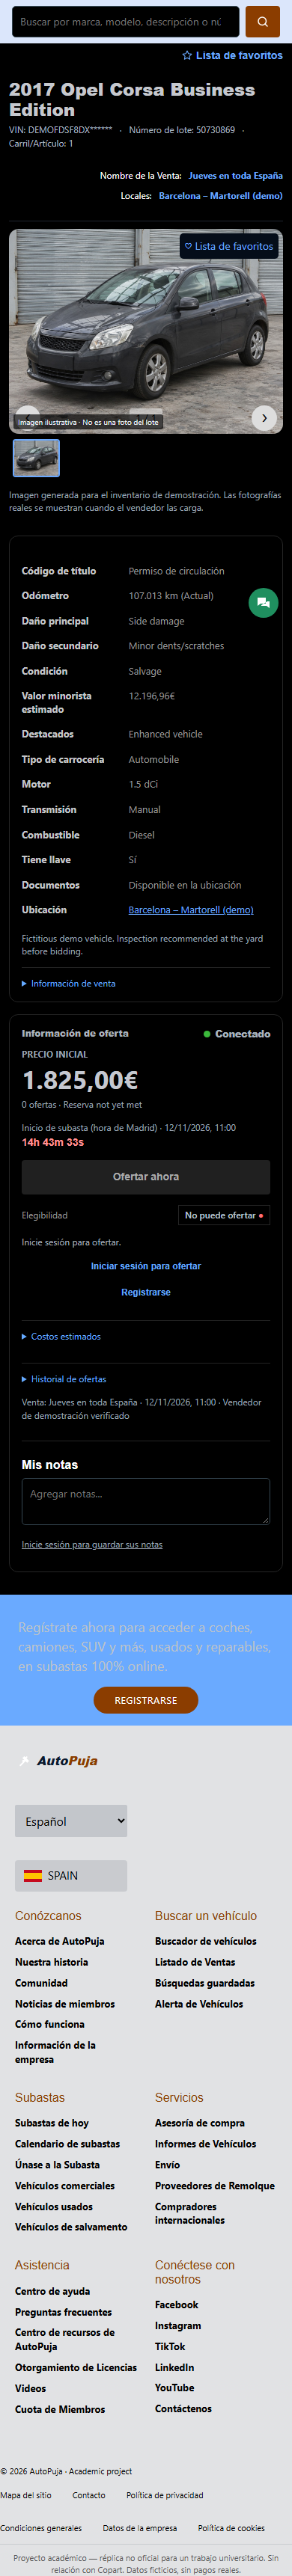 Buscar por marca, modelo, descripción o nú
Lista de favoritos
2017 Opel Corsa Business
Edition
VIN: DEMOFDSF8DX****** · Número de lote: 50730869 ·
Carril/Artículo: 1
Nombre de la Venta: Jueves en toda España
Locales: Barcelona – Martorell (demo)
Lista de favoritos
Imagen ilustrativa · No es una foto del lote
Imagen generada para el inventario de demostración. Las fotografías
reales se muestran cuando el vendedor las carga.
Código de título Permiso de circulación
Odómetro 107.013 km (Actual)
Daño principal Side damage
Daño secundario Minor dents/scratches
Condición Salvage
Valor minorista
estimado 12.196,96€
Destacados Enhanced vehicle
Tipo de carrocería Automobile
Motor 1.5 dCi
Transmisión Manual
Combustible Diesel
Tiene llave Sí
Documentos Disponible en la ubicación
Ubicación Barcelona – Martorell (demo)
Fictitious demo vehicle. Inspection recommended at the yard
before bidding.
Información de venta
Información de oferta Conectado
PRECIO INICIAL
1.825,00€
0 ofertas · Reserva not yet met
Inicio de subasta (hora de Madrid) · 12/11/2026, 11:00
14h 43m 33s
Ofertar ahora
Elegibilidad No puede ofertar
Inicie sesión para ofertar.
Iniciar sesión para ofertar
Registrarse
Costos estimados
Historial de ofertas
Venta: Jueves en toda España · 12/11/2026, 11:00 · Vendedor
de demostración verificado
Mis notas
Agregar notas...
Inicie sesión para guardar sus notas
Regístrate ahora para acceder a coches,
camiones, SUV y más, usados y reparables,
en subastas 100% online.
REGISTRARSE
AutoPuja
Español
SPAIN
Conózcanos
Acerca de AutoPuja
Nuestra historia
Comunidad
Noticias de miembros
Cómo funciona
Información de la
empresa
Buscar un vehículo
Buscador de vehículos
Listado de Ventas
Búsquedas guardadas
Alerta de Vehículos
Subastas
Subastas de hoy
Calendario de subastas
Únase a la Subasta
Vehículos comerciales
Vehículos usados
Vehículos de salvamento
Servicios
Asesoría de compra
Informes de Vehículos
Envío
Proveedores de Remolque
Compradores
internacionales
Asistencia
Centro de ayuda
Preguntas frecuentes
Centro de recursos de
AutoPuja
Otorgamiento de Licencias
Videos
Cuota de Miembros
Conéctese con
nosotros
Facebook
Instagram
TikTok
LinkedIn
YouTube
Contáctenos
© 2026 AutoPuja · Academic project
Mapa del sitio Contacto Política de privacidad
Condiciones generales Datos de la empresa Política de cookies
Proyecto académico — réplica no oficial para un trabajo universitario. Sin
relación con Copart. Datos ficticios, sin pagos reales.